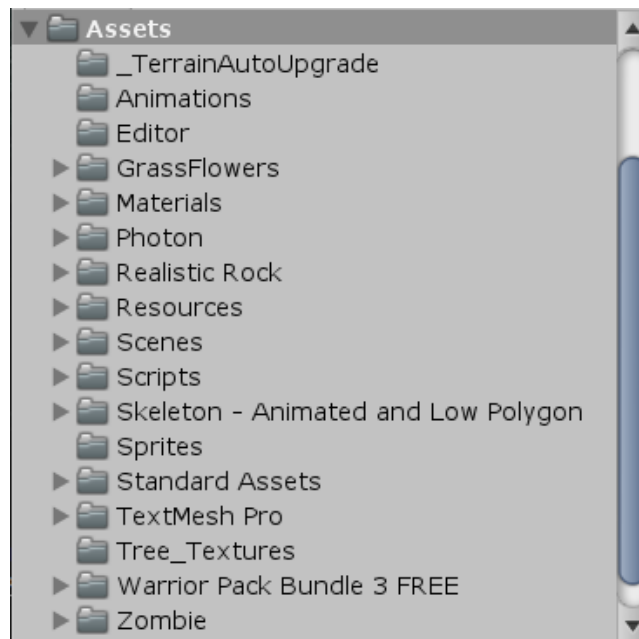 Assets
_TerrainAutoUpgrade
Animations
Editor
GrassFlowers
Materials
Photon
Realistic Rock
Resources
Scenes
Scripts
Skeleton - Animated and Low Polygon
Sprites
Standard Assets
TextMesh Pro
Tree_Textures
Warrior Pack Bundle 3 FREE
Zombie